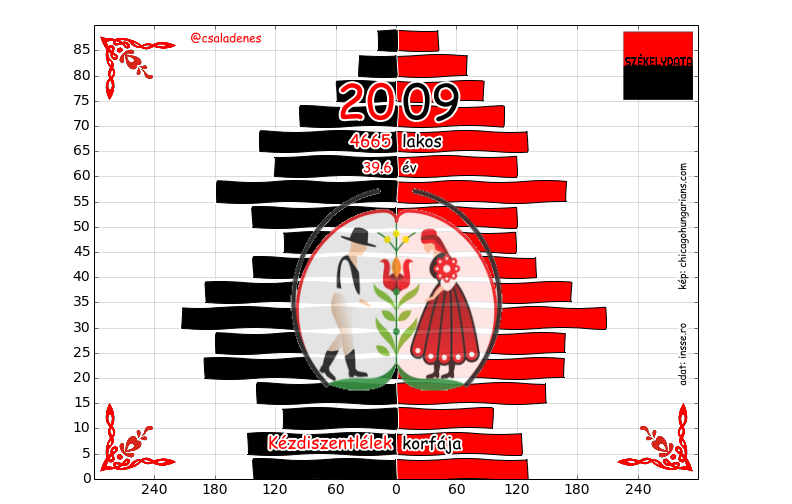 @csaladenes
SZÉKELYDATA
2009
4665 lakos
39.6 év
kép: chicagohungarians.com
adat: insse.ro
Kézdiszentlélek korfája
85
80
75
70
65
60
55
50
45
40
35
30
25
20
15
10
5
0
240 180 120 60 0 60 120 180 240